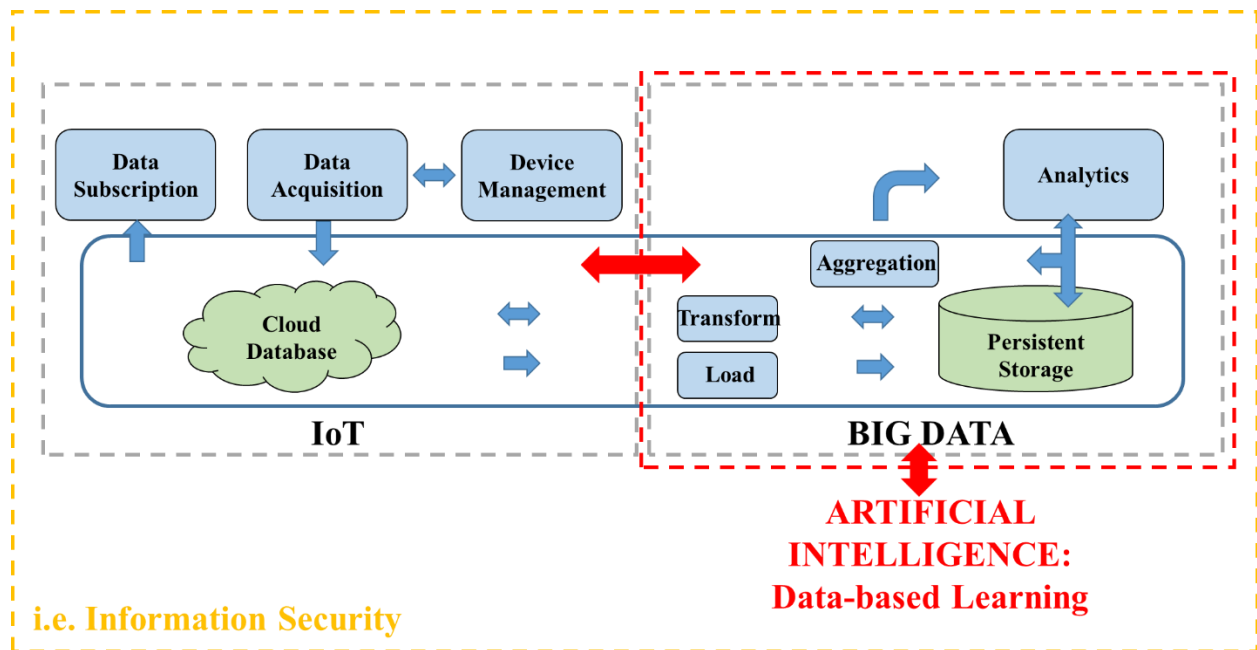 Data
Subscription
Data
Acquisition
Device
Management
Analytics
Aggregation
Cloud
Database
Transform
Load
Persistent
Storage
IoT
BIG DATA
ARTIFICIAL
INTELLIGENCE:
Data-based Learning
i.e. Information Security